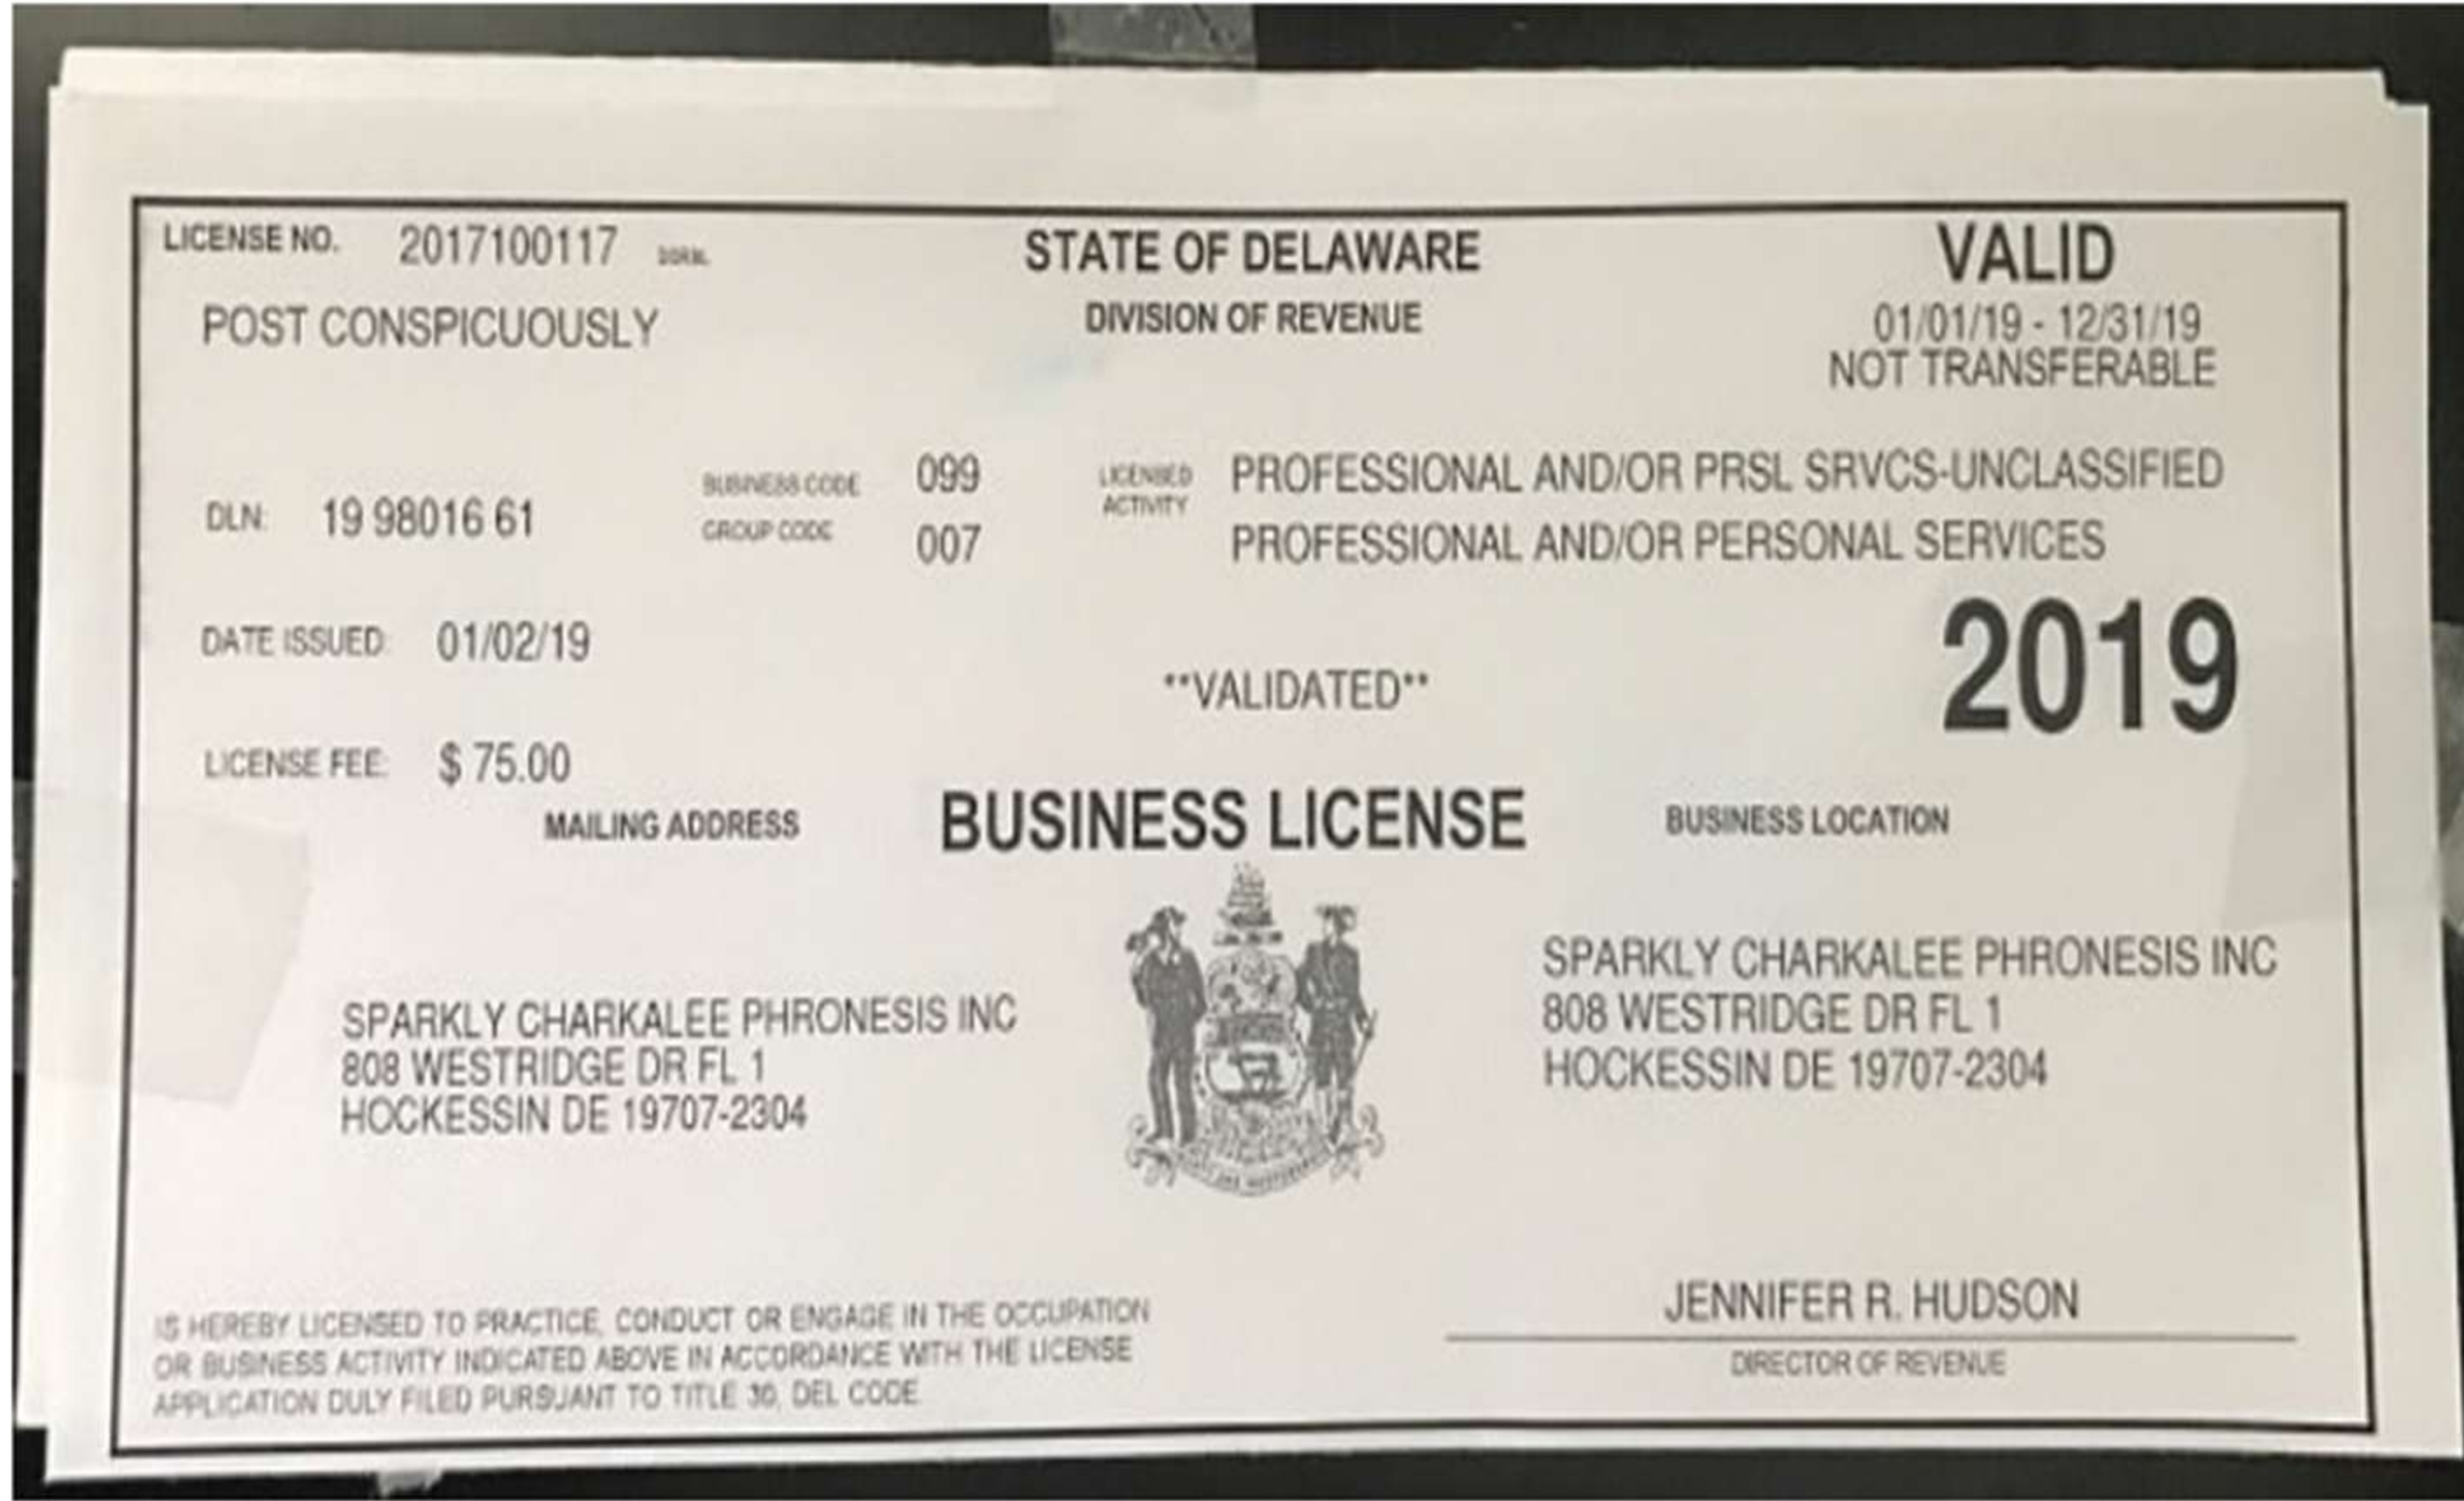 LICENSE NO. 2017100117
STATE OF DELAWARE
VALID
DIVISION OF REVENUE
01/01/19 - 12/31/19
POST CONSPICUOUSLY
NOT TRANSFERABLE
BUSINESS CODE 099
LICENSED ACTIVITY PROFESSIONAL AND/OR PRSL SRVCS-UNCLASSIFIED
DLN: 19 98016 61
GROUP CODE 007
PROFESSIONAL AND/OR PERSONAL SERVICES
DATE ISSUED: 01/02/19
**VALIDATED**
2019
LICENSE FEE: $ 75.00
MAILING ADDRESS
BUSINESS LICENSE
BUSINESS LOCATION
SPARKLY CHARKALEE PHRONESIS INC
808 WESTRIDGE DR FL 1
HOCKESSIN DE 19707-2304
SPARKLY CHARKALEE PHRONESIS INC
808 WESTRIDGE DR FL 1
HOCKESSIN DE 19707-2304
IS HEREBY LICENSED TO PRACTICE, CONDUCT OR ENGAGE IN THE OCCUPATION
OR BUSINESS ACTIVITY INDICATED ABOVE IN ACCORDANCE WITH THE LICENSE
APPLICATION DULY FILED PURSUANT TO TITLE 30, DEL CODE
JENNIFER R. HUDSON
DIRECTOR OF REVENUE